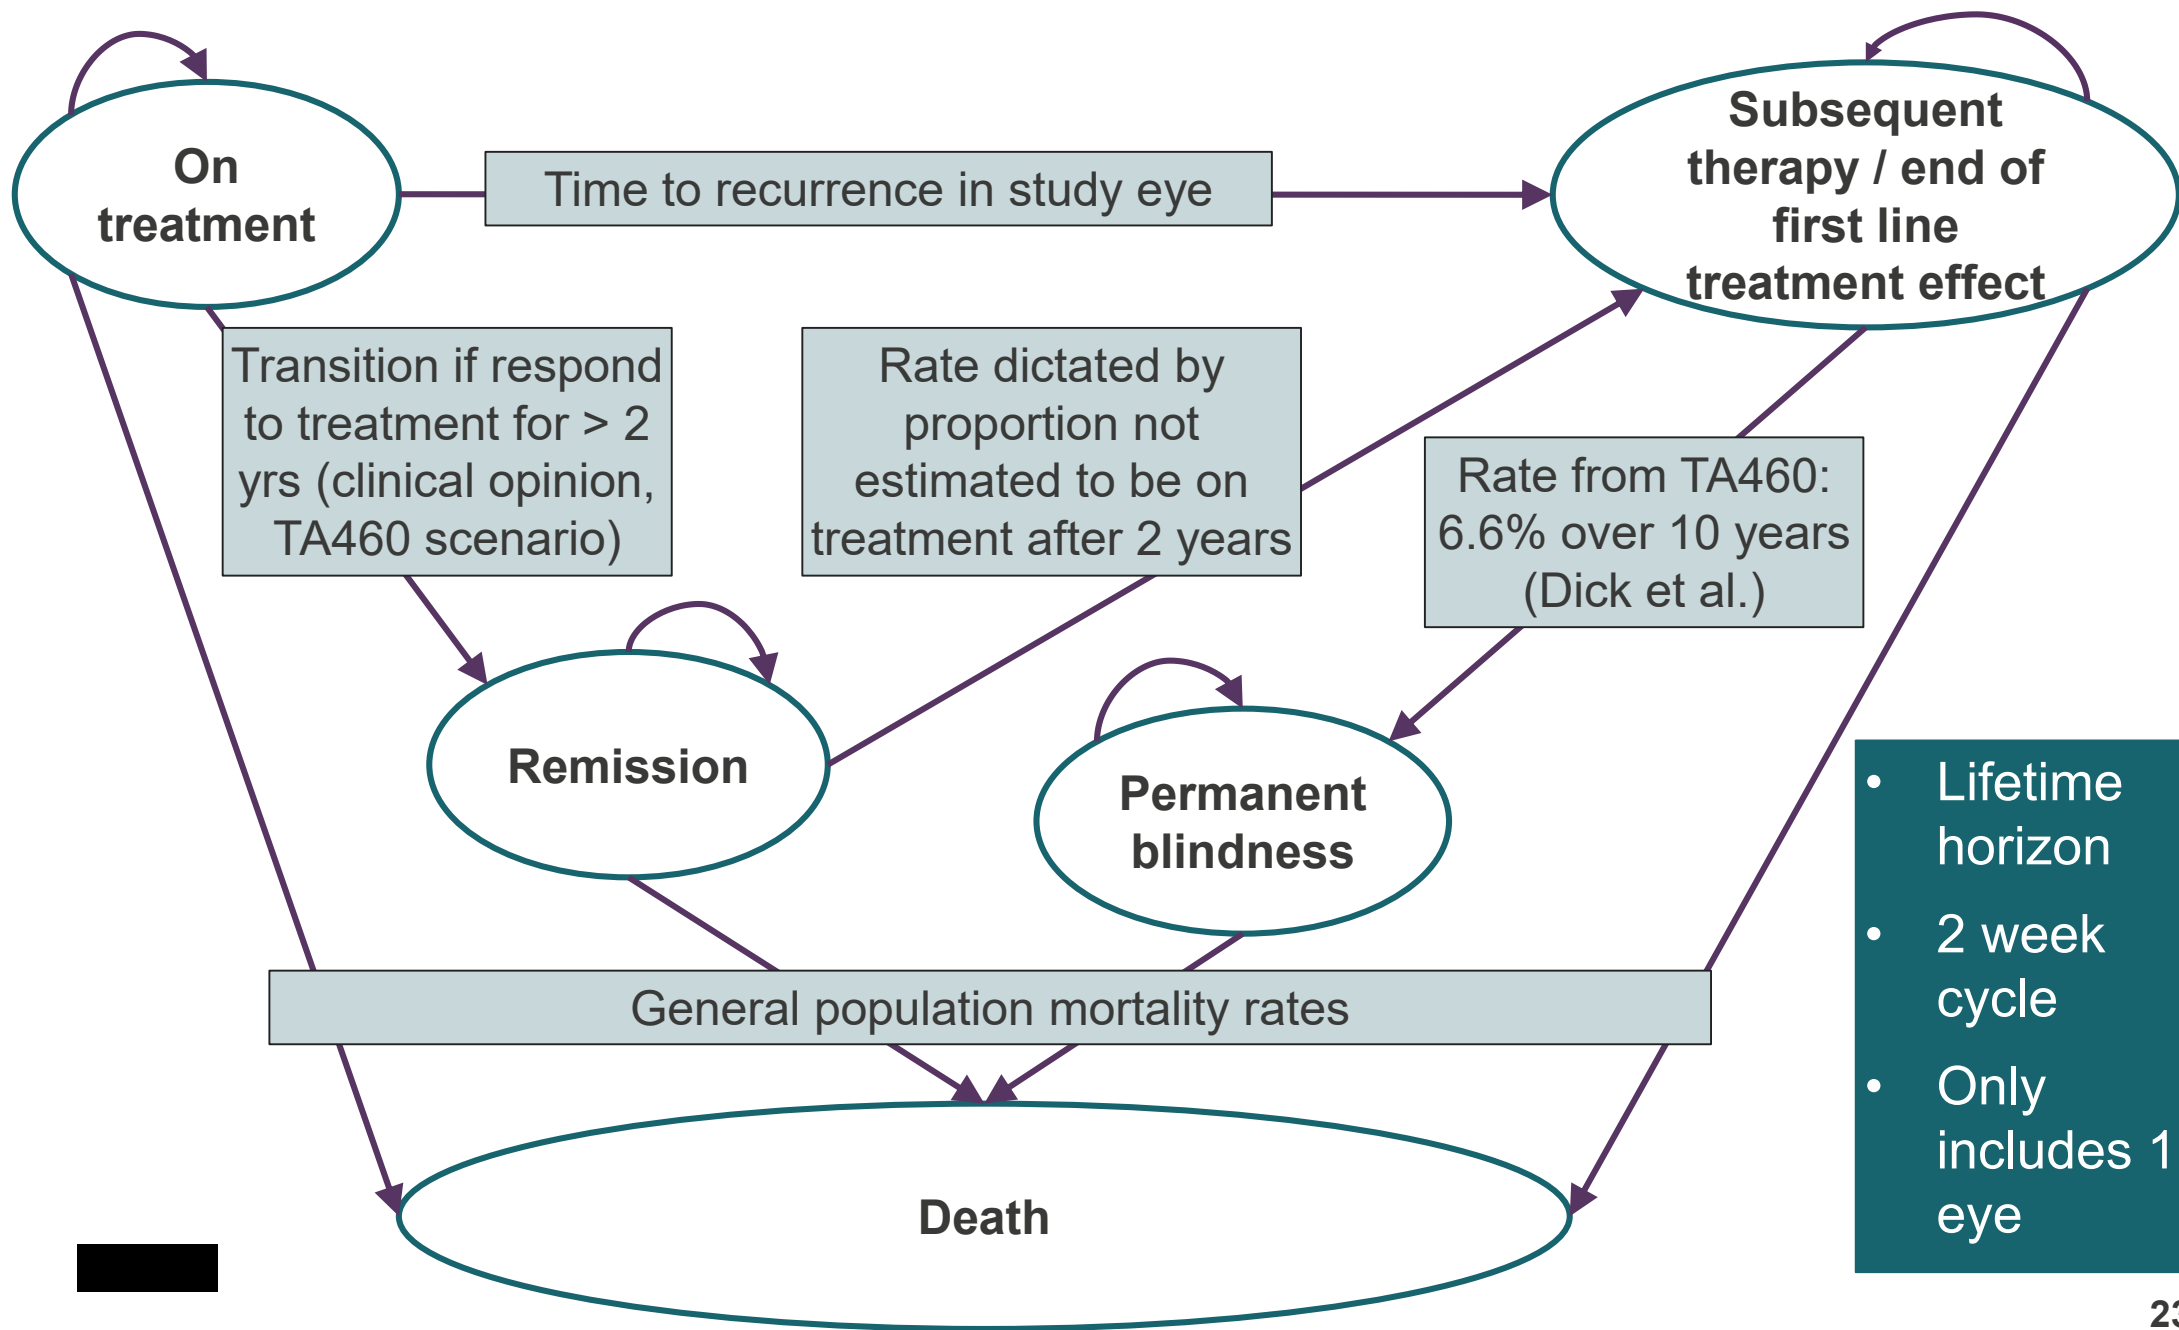 On
treatment
Time to recurrence in study eye
Subsequent
therapy / end of
first line
treatment effect
Transition if respond
to treatment for > 2
yrs (clinical opinion,
TA460 scenario)
Rate dictated by
proportion not
estimated to be on
treatment after 2 years
Rate from TA460:
6.6% over 10 years
(Dick et al.)
Remission
Permanent
blindness
• Lifetime
horizon
• 2 week
cycle
• Only
includes 1
eye
General population mortality rates
Death
23